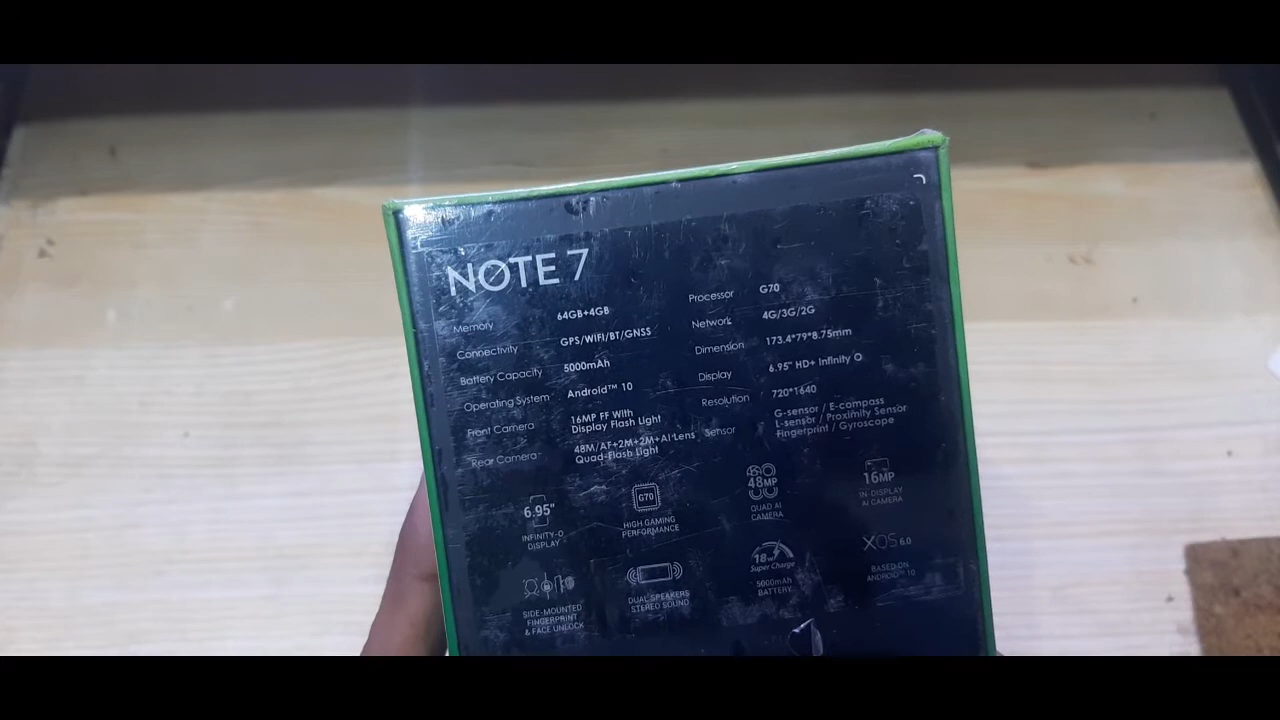 NOTE 7
Memory 64GB+4GB
Connectivity GPS/WIFI/BT/GNSS
Battery Capacity 5000mAh
Operating System Android™ 10
Front Camera 16MP FF With
Display Flash Light
Rear Camera 48M/AF+2M+2M+AI Lens
Quad-Flash Light
Processor G70
Network 4G/3G/2G
Dimension 173.4*79*8.75mm
Display 6.95" HD+ Infinity O
Resolution 720*1640
Sensor G-sensor / E-compass
L-sensor / Proximity Sensor
Fingerprint / Gyroscope
6.95"
INFINITY-O
DISPLAY
G70
HIGH GAMING
PERFORMANCE
48MP
QUAD AI
CAMERA
16MP
IN-DISPLAY
AI CAMERA
SIDE-MOUNTED
FINGERPRINT
& FACE UNLOCK
DUAL SPEAKERS
STEREO SOUND
18W
Super Charge
5000mAh
BATTERY
XOS 6.0
BASED ON
ANDROID™ 10